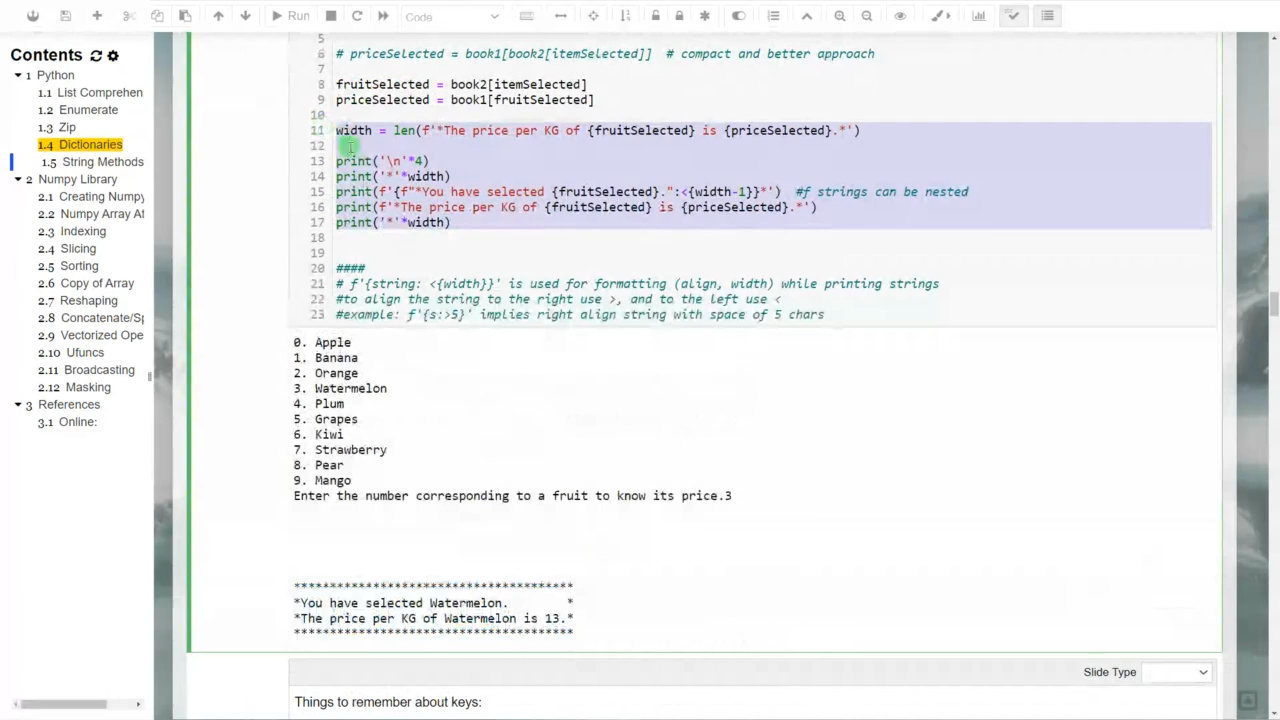 Run
Code
Contents
1 Python
1.1 List Comprehen
1.2 Enumerate
1.3 Zip
1.4 Dictionaries
1.5 String Methods
2 Numpy Library
2.1 Creating Numpy
2.2 Numpy Array At
2.3 Indexing
2.4 Slicing
2.5 Sorting
2.6 Copy of Array
2.7 Reshaping
2.8 Concatenate/Sp
2.9 Vectorized Ope
2.10 Ufuncs
2.11 Broadcasting
2.12 Masking
3 References
3.1 Online:
5
6 # priceSelected = book1[book2[itemSelected]]  # compact and better approach
7
8 fruitSelected = book2[itemSelected]
9 priceSelected = book1[fruitSelected]
10
11 width = len(f'*The price per KG of {fruitSelected} is {priceSelected}.*')
12
13 print('\n'*4)
14 print('*'*width)
15 print(f'{f"*You have selected {fruitSelected}.":<{width-1}}*')  #f strings can be nested
16 print(f'*The price per KG of {fruitSelected} is {priceSelected}.*')
17 print('*'*width)
18
19
20 ####
21 # f'{string: <{width}}' is used for formatting (align, width) while printing strings
22 #to align the string to the right use >, and to the left use <
23 #example: f'{s:>5}' implies right align string with space of 5 chars
0. Apple
1. Banana
2. Orange
3. Watermelon
4. Plum
5. Grapes
6. Kiwi
7. Strawberry
8. Pear
9. Mango
Enter the number corresponding to a fruit to know its price.3
***************************************
*You have selected Watermelon.        *
*The price per KG of Watermelon is 13.*
***************************************
Slide Type
Things to remember about keys: